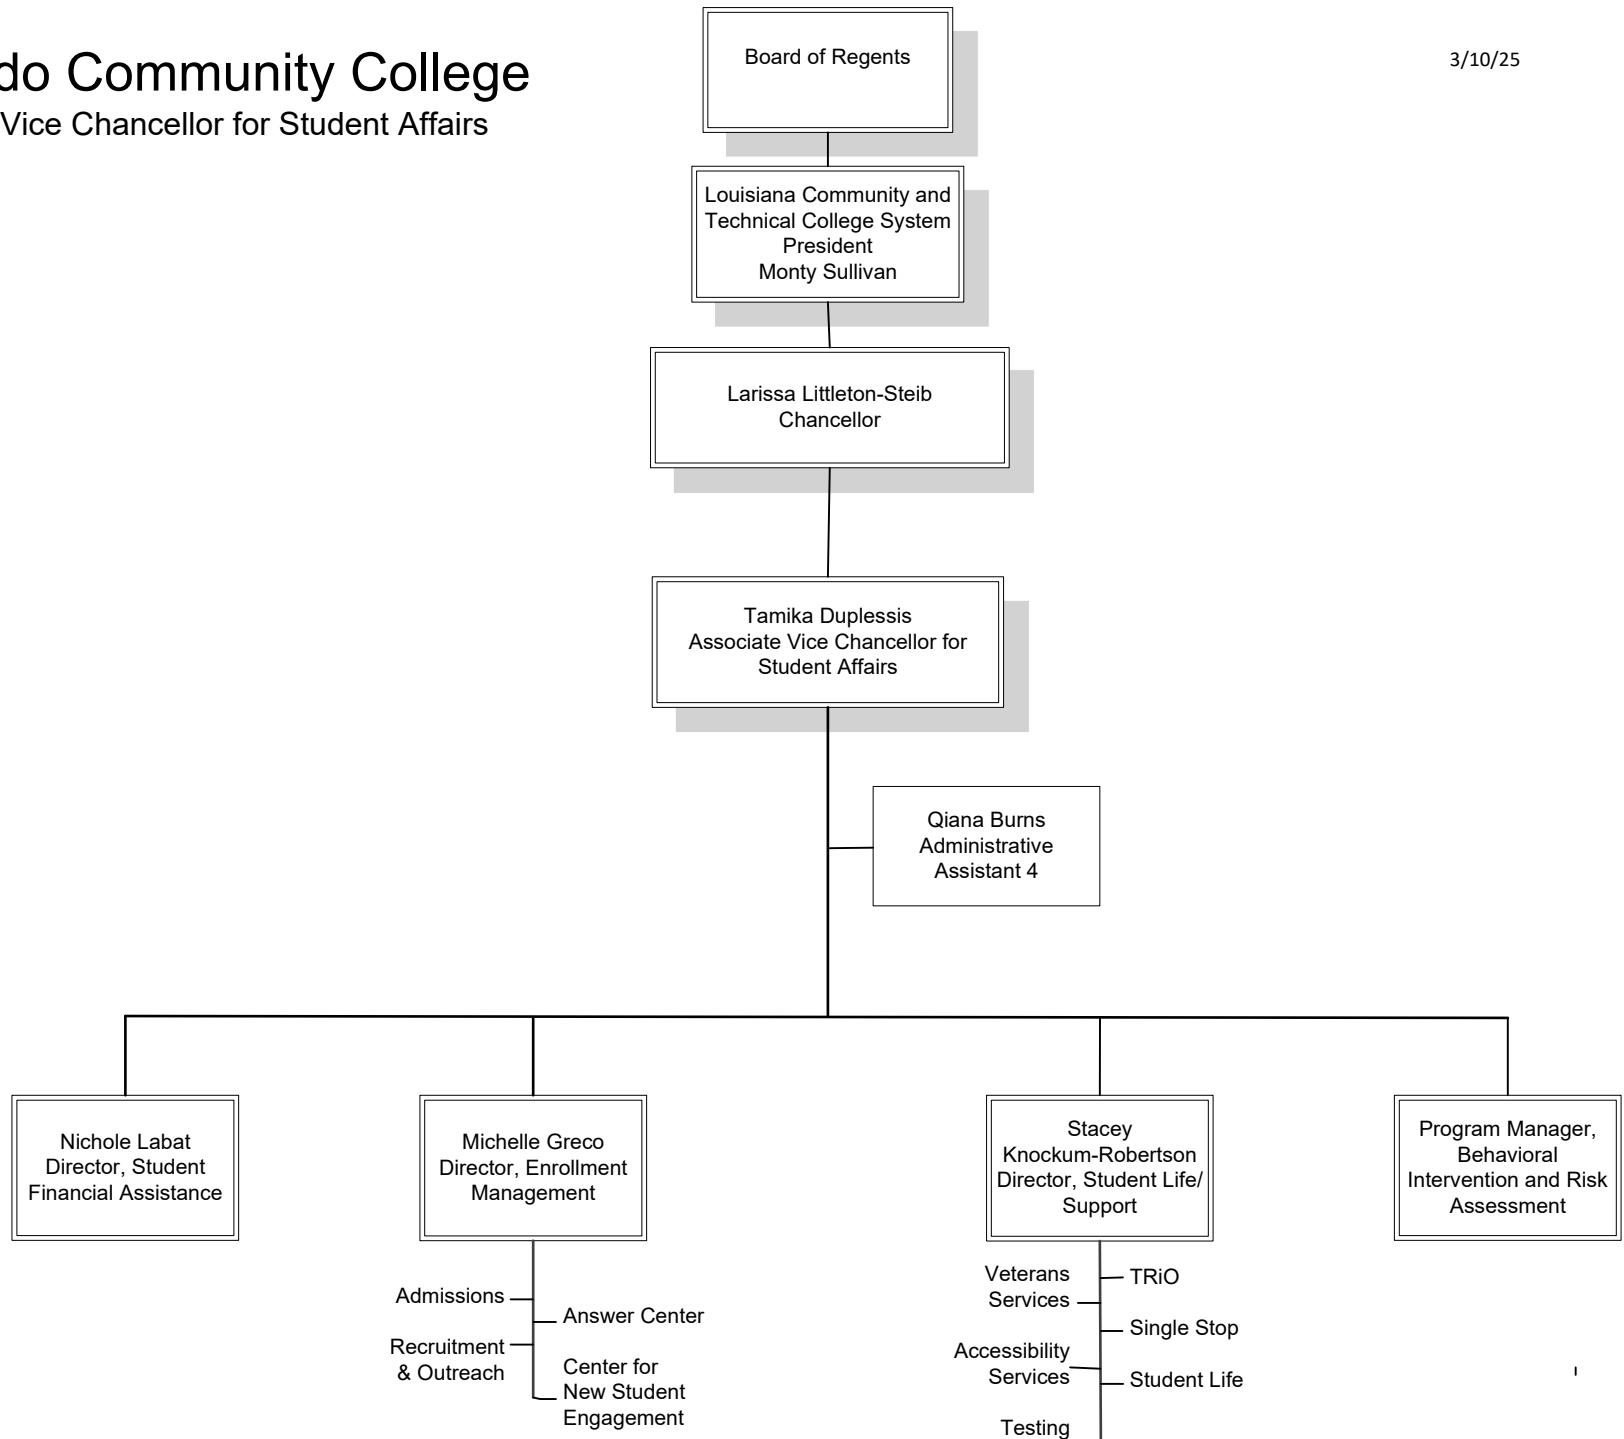 do Community College
Vice Chancellor for Student Affairs
3/10/25
Board of Regents
Louisiana Community and
Technical College System
President
Monty Sullivan
Larissa Littleton-Steib
Chancellor
Tamika Duplessis
Associate Vice Chancellor for
Student Affairs
Qiana Burns
Administrative
Assistant 4
Nichole Labat
Director, Student
Financial Assistance
Michelle Greco
Director, Enrollment
Management
Stacey
Knockum-Robertson
Director, Student Life/
Support
Program Manager,
Behavioral
Intervention and Risk
Assessment
Admissions
Answer Center
Recruitment
& Outreach
Center for
New Student
Engagement
Veterans
Services
TRiO
Single Stop
Accessibility
Services
Student Life
Testing